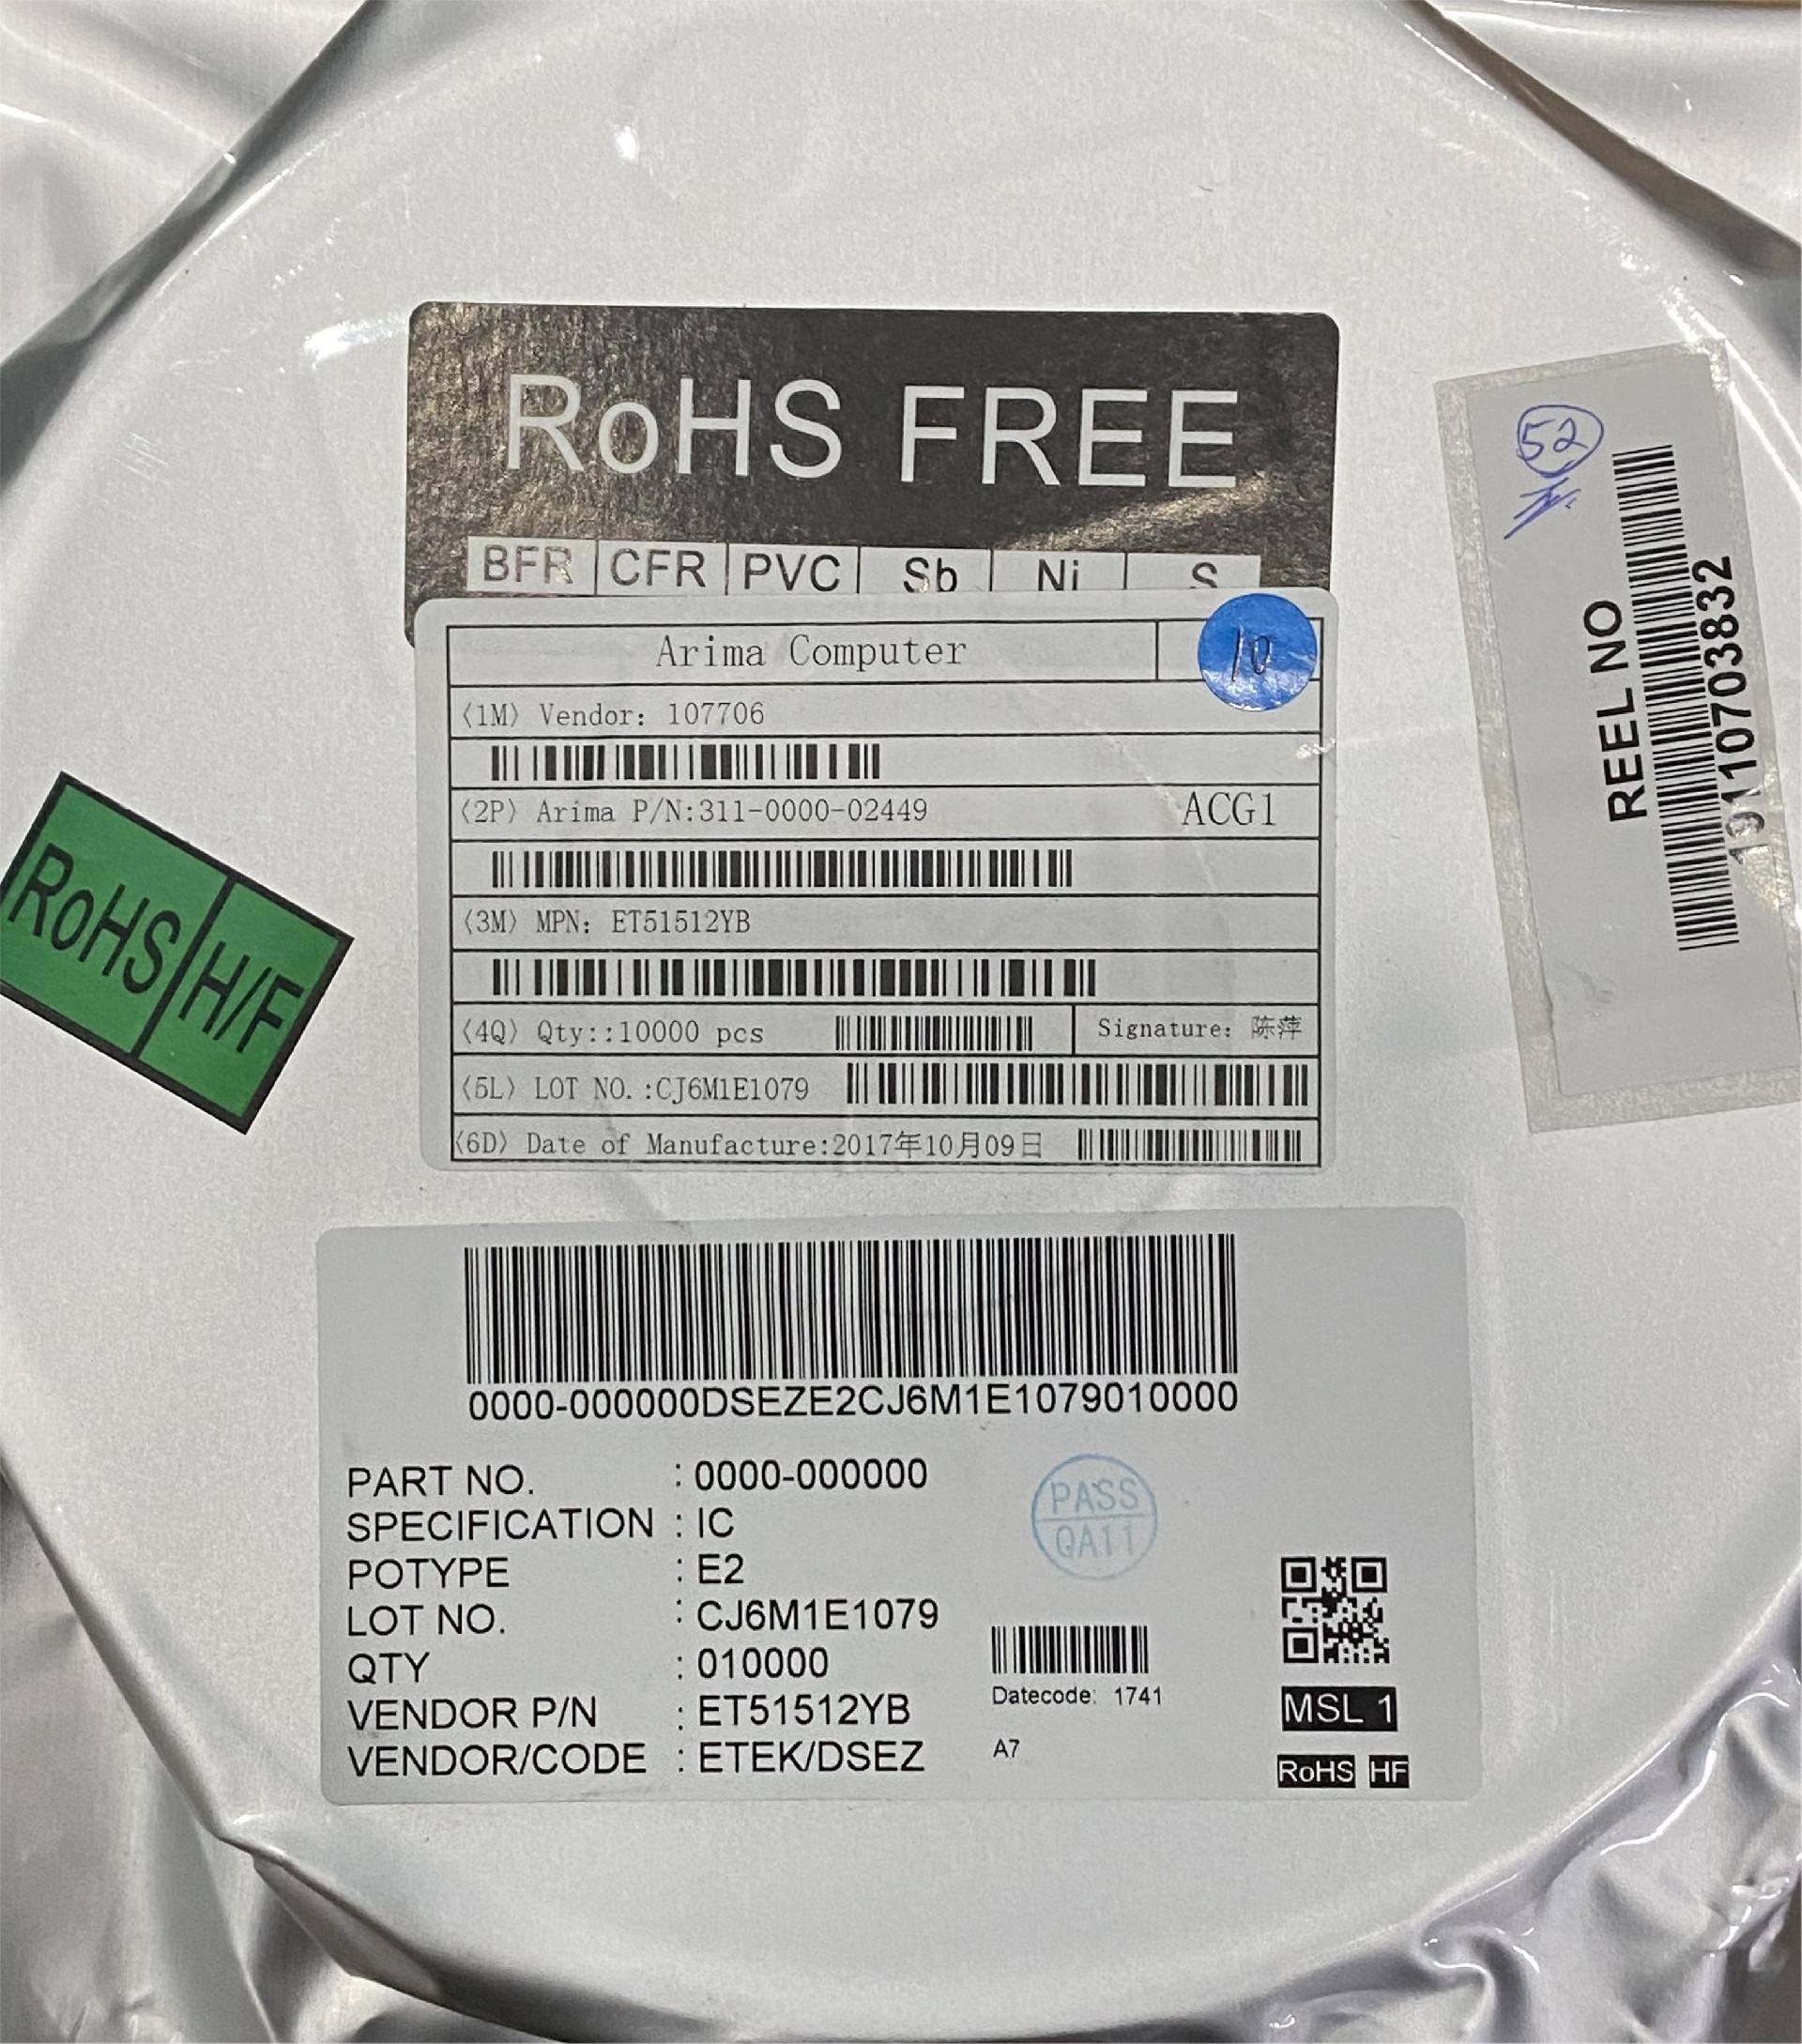 RoHS FREE
BFR CFR PVC Sb Ni S
Arima Computer
10
(1M) Vendor: 107706
(2P) Arima P/N:311-0000-02449 ACG1
(3M) MPN: ET51512YB
(4Q) Qty::10000 pcs Signature: 陈萍
(5L) LOT NO.:CJ6M1E1079
(6D) Date of Manufacture:2017年10月09日
RoHS H/F
52
REEL NO
19110703832
0000-000000DSEZE2CJ6M1E1079010000
PART NO. : 0000-000000
SPECIFICATION : IC
POTYPE : E2
LOT NO. : CJ6M1E1079
QTY : 010000
VENDOR P/N : ET51512YB
VENDOR/CODE : ETEK/DSEZ
PASS
QA11
Datecode: 1741
A7
MSL 1
RoHS HF